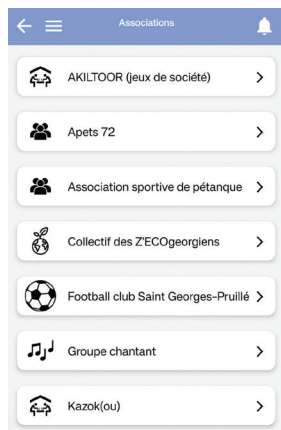 Associations
AKILTOOR (jeux de société)
Apets 72
Association sportive de pétanque
Collectif des Z'ECOgeorgiens
Football club Saint Georges-Pruillé
Groupe chantant
Kazok(ou)